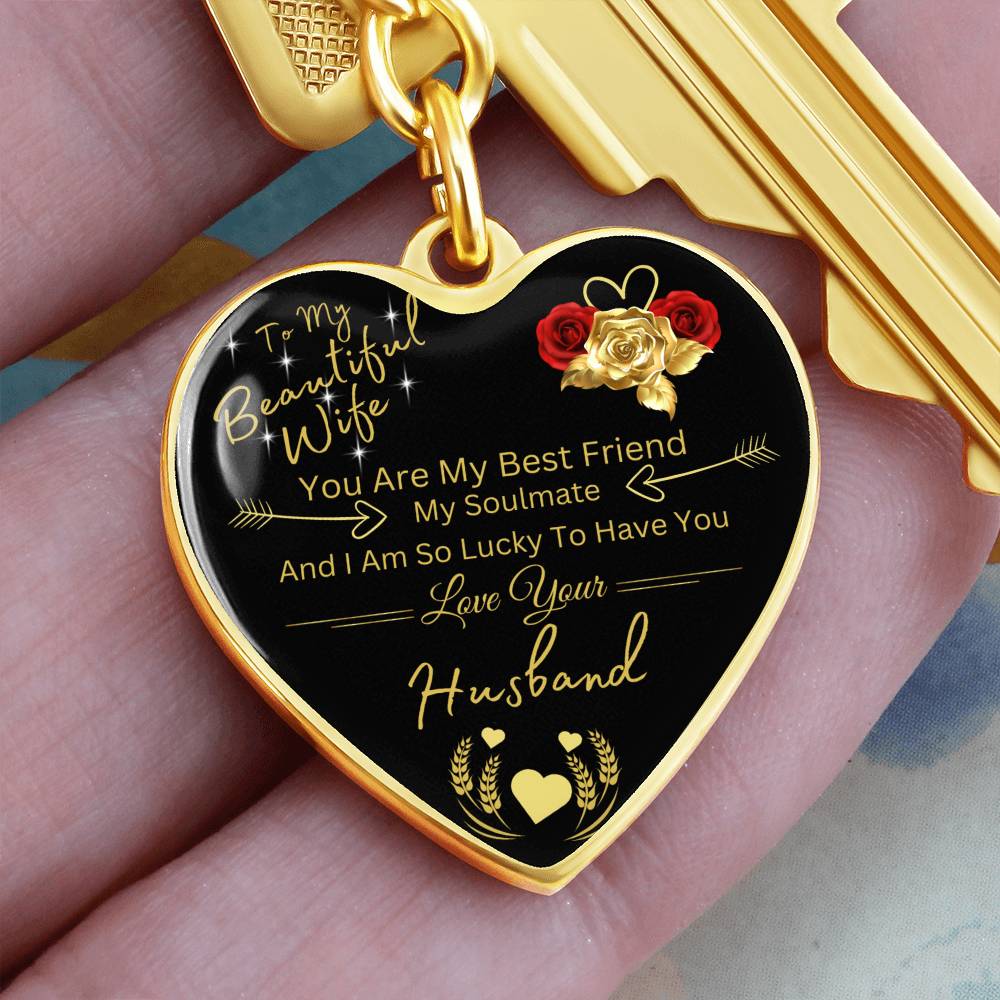 To My
Beautiful
Wife
You Are My Best Friend
My Soulmate
And I Am So Lucky To Have You
Love Your
Husband